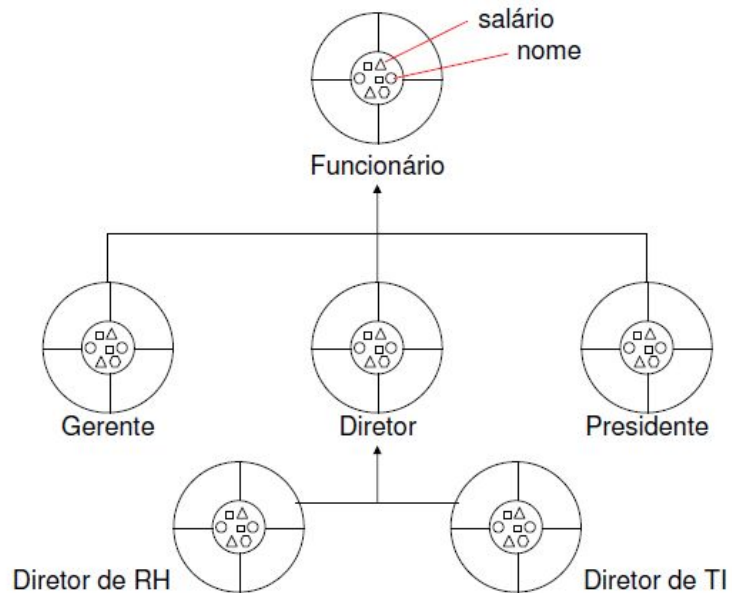 salário
nome
Funcionário
Gerente
Diretor
Presidente
Diretor de RH
Diretor de TI